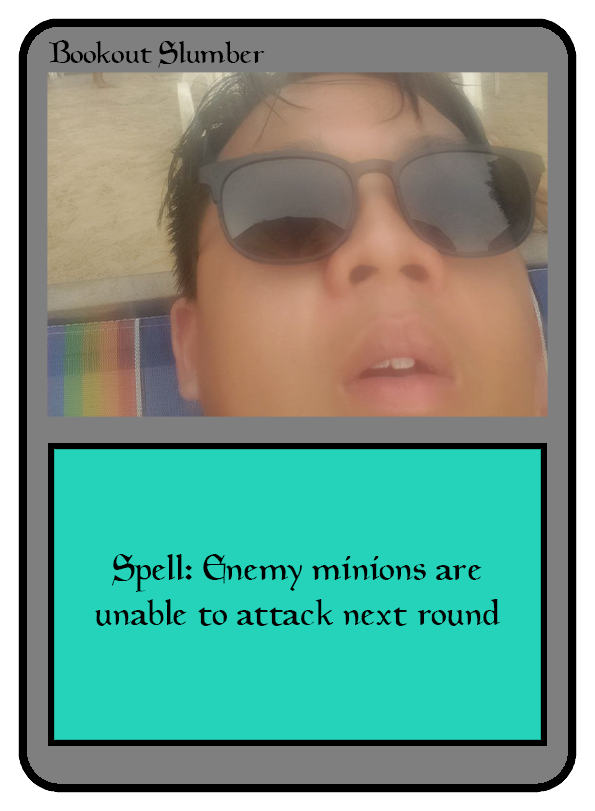 Bookout Slumber
Spell: Enemy minions are
unable to attack next round